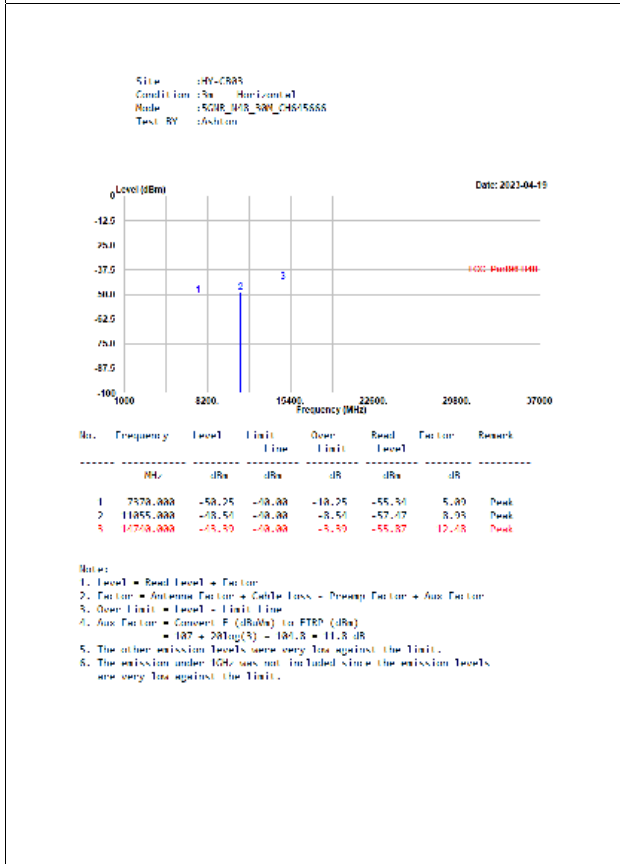 Site :HY-CB03
Condition :3m Horizontal
Mode :5GNR_N48_30M_CH645666
Test BY :Ashton
Level (dBm)
Date: 2023-04-19
0
-12.5
-25.0
-37.5
-50.0
-62.5
-75.0
-87.5
-100
1
2
3
1000 8200. 15400. 22600. 29800. 37000
Frequency (MHz)
No. Frequency Level Limit Over Read Factor Remark
Line Limit Level
MHz dBm dBm dB dBm dB
1 7370.000 -50.25 -40.00 -10.25 -55.34 5.09 Peak
2 11055.000 -48.54 -40.00 -8.54 -57.47 8.93 Peak
3 14740.000 -43.39 -40.00 -3.39 -55.87 12.48 Peak
Note:
1. Level = Read Level + Factor
2. Factor = Antenna Factor + Cable Loss - Preamp Factor + Aux Factor
3. Over Limit = Level - Limit Line
4. Aux Factor = Convert E (dBuVm) to EIRP (dBm)
= 107 + 20log(3) - 104.8 = 11.8 dB
5. The other emission levels were very low against the limit.
6. The emission under 1GHz was not included since the emission levels
are very low against the limit.